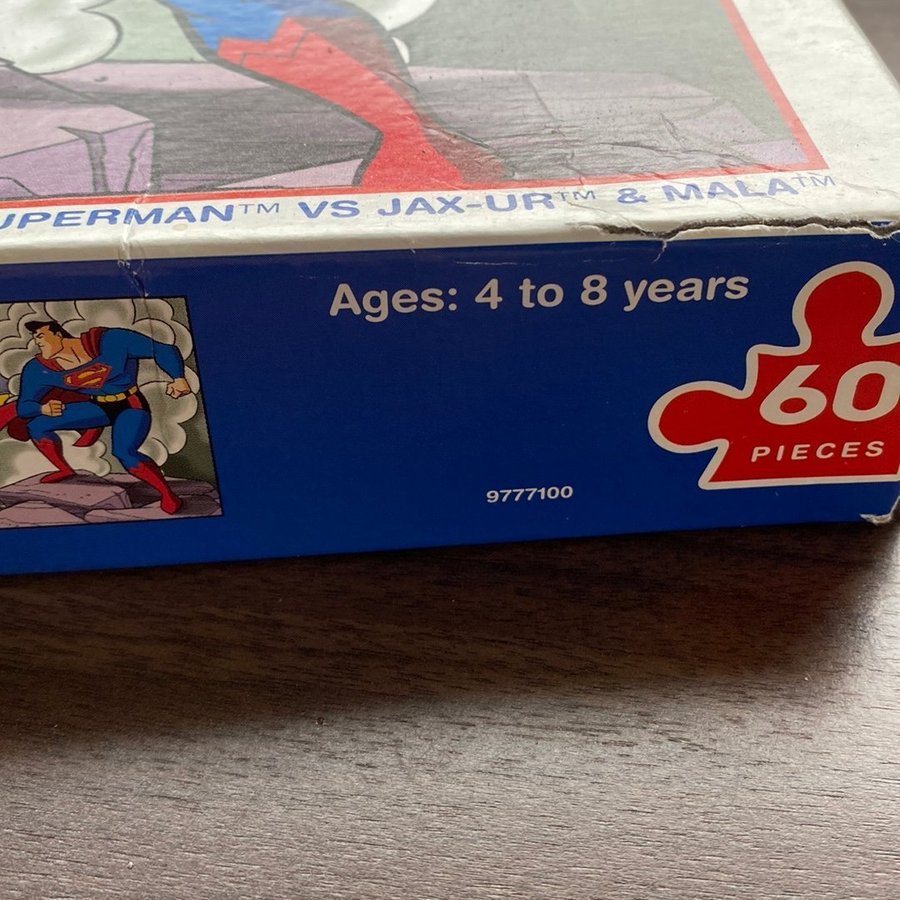 UPERMAN™ VS JAX-UR™ & MALA™
Ages: 4 to 8 years
60
PIECES
9777100